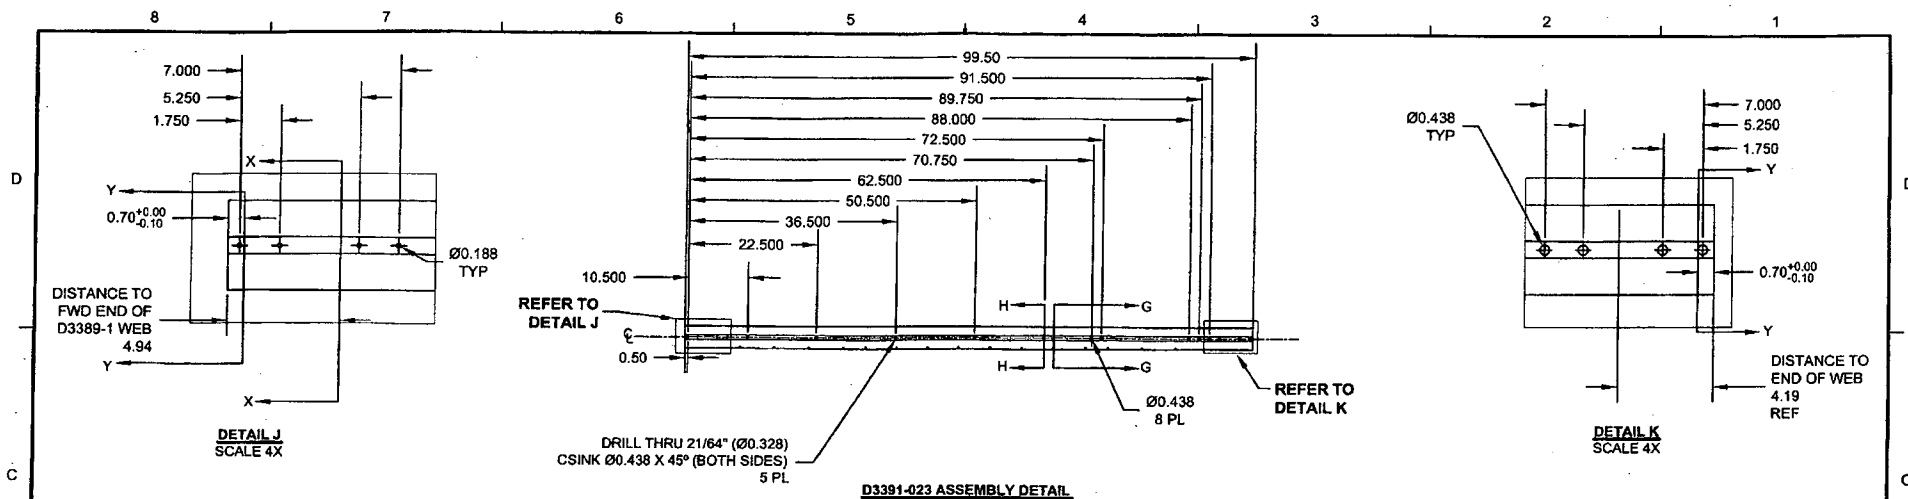 8 7 6 5 4 3 2 1
D
C
7.000
5.250
1.750
X
Y
0.70 +0.00 -0.10
Ø0.188
TYP
DISTANCE TO
FWD END OF
D3389-1 WEB
4.94
Y
X
DETAIL J
SCALE 4X
99.50
91.500
89.750
88.000
72.500
70.750
62.500
50.500
36.500
22.500
10.500
REFER TO
DETAIL J
H
G
℄
0.50
H
G
REFER TO
DETAIL K
Ø0.438
8 PL
DRILL THRU 21/64" (Ø0.328)
CSINK Ø0.438 X 45º (BOTH SIDES)
5 PL
D3391-023 ASSEMBLY DETAIL
Ø0.438
TYP
7.000
5.250
1.750
Y
0.70 +0.00 -0.10
Y
DISTANCE TO
END OF WEB
4.19
REF
DETAIL K
SCALE 4X